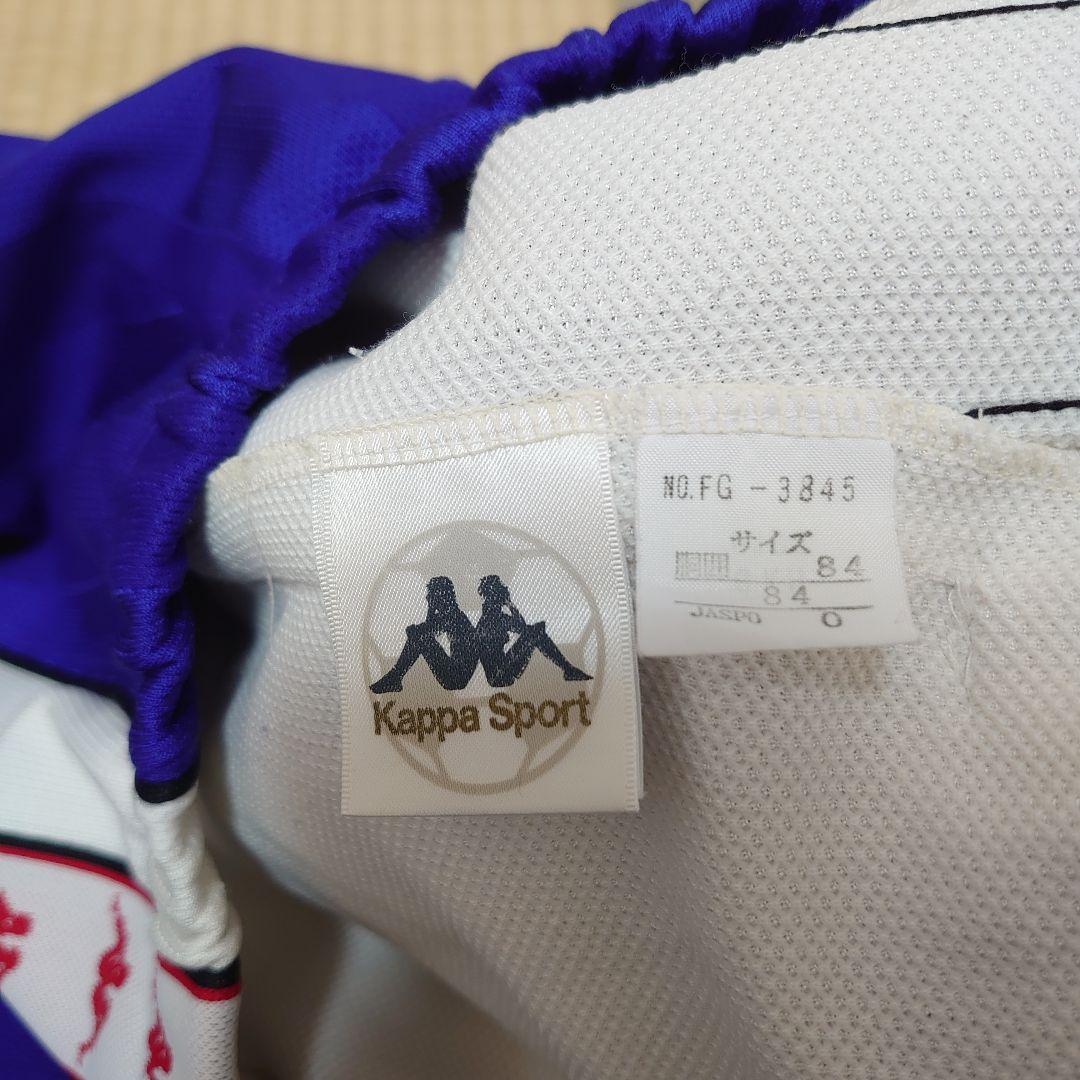 Kappa Sport
NO.FG -3845
サイズ
84
84
JASPO O